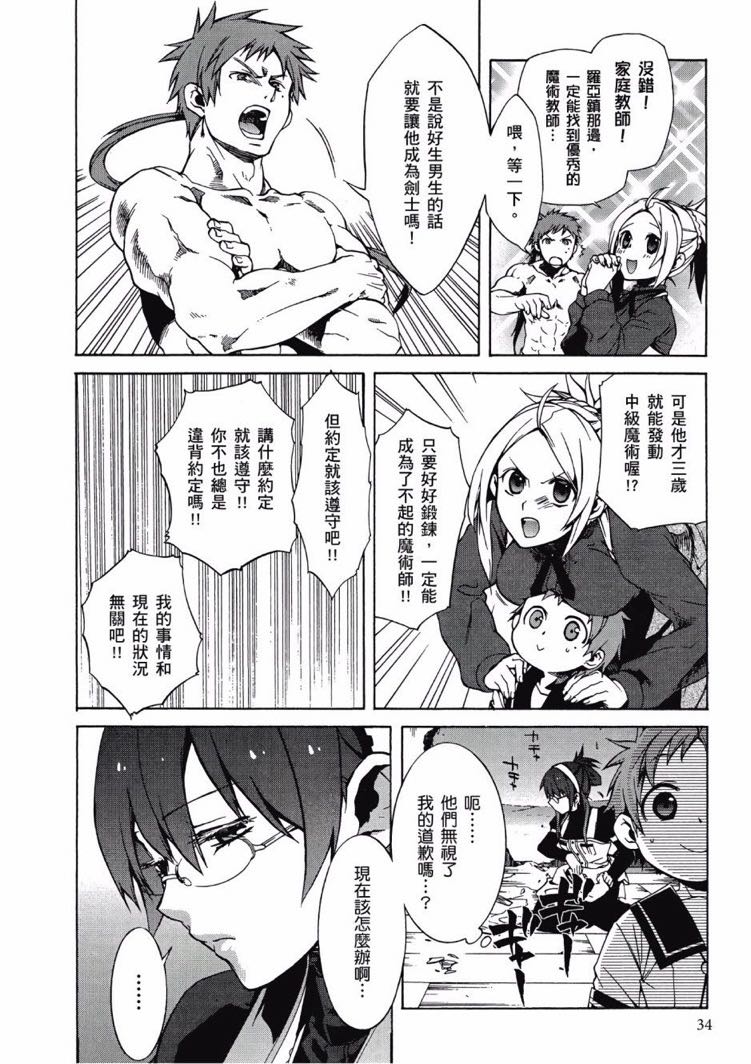 沒錯！
家庭教師！
羅亞鎮那邊，
一定能找到優秀的
魔術教師…
喂，等一下。
不是說好生男生的話
就要讓他成為劍士嗎！
可是他才三歲
就能發動
中級魔術喔!?
只要好好鍛鍊，一定能
成為了不起的魔術師!!
但約定就該遵守吧!!
講什麼約定
就該遵守!!
你不也總是
違背約定嗎!!
我的事情和
現在的狀況
無關吧!!
呃……
他們無視了
我的道歉嗎…？
ギャー
ギャー
現在該怎麼辦啊…
……
34